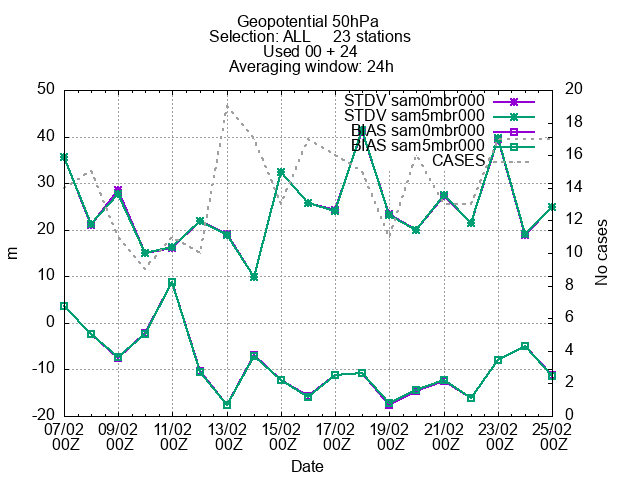 Geopotential 50hPa
Selection: ALL 23 stations
Used 00 + 24
Averaging window: 24h
STDV sam0mbr000
STDV sam5mbr000
BIAS sam0mbr000
BIAS sam5mbr000
CASES
50
40
30
20
10
0
-10
-20
m
20
18
16
14
12
10
8
6
4
2
0
No cases
07/02 09/02 11/02 13/02 15/02 17/02 19/02 21/02 23/02 25/02
00Z 00Z 00Z 00Z 00Z 00Z 00Z 00Z 00Z 00Z
Date